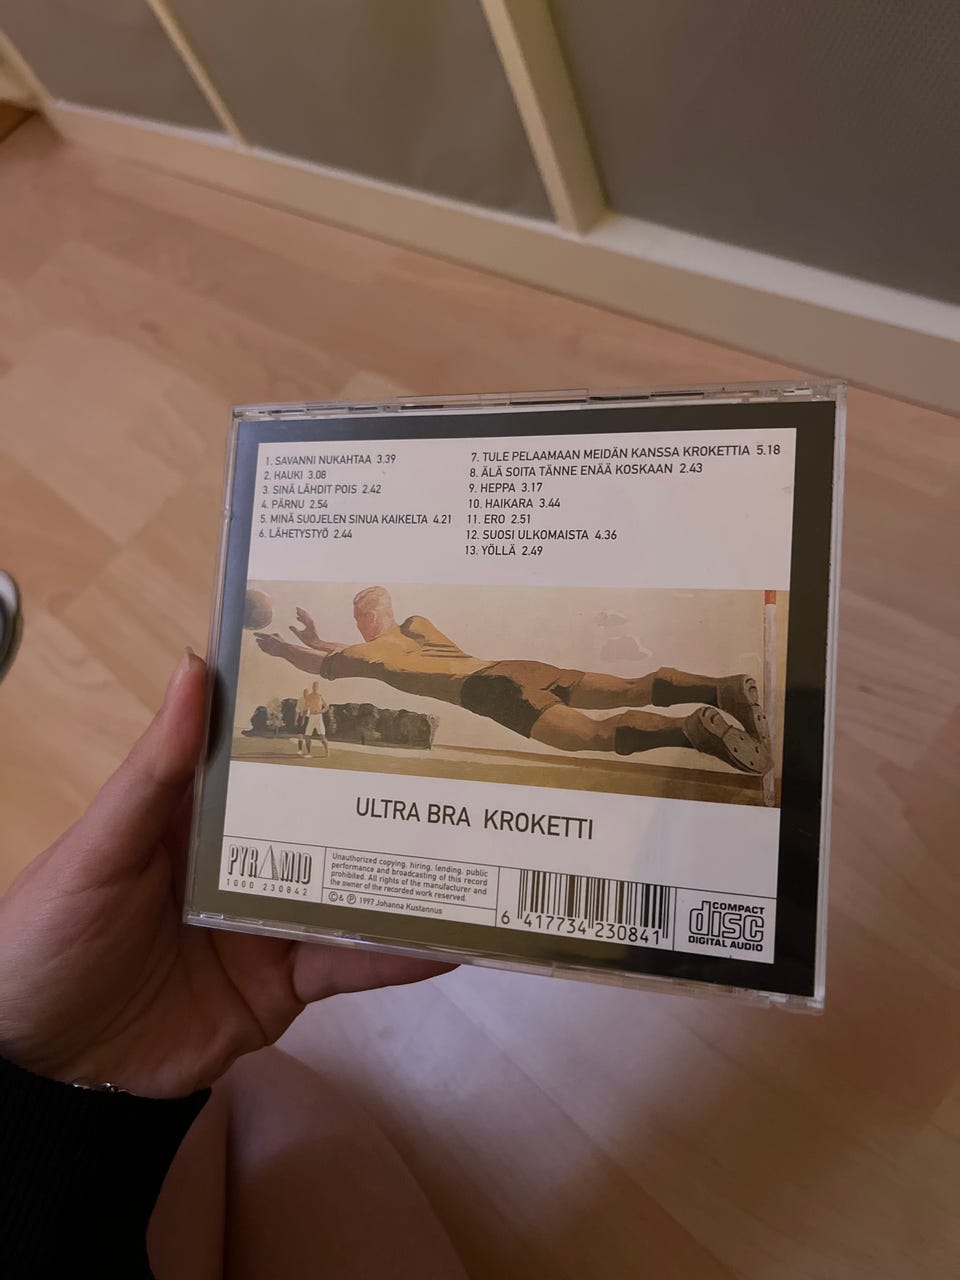 1. SAVANNI NUKAHTAA 3.39
2. HAUKI 3.08
3. SINÄ LÄHDIT POIS 2.42
4. PÄRNU 2.54
5. MINÄ SUOJELEN SINUA KAIKELTA 4.21
6. LÄHETYSTYÖ 2.44
7. TULE PELAAMAAN MEIDÄN KANSSA KROKETTIA 5.18
8. ÄLÄ SOITA TÄNNE ENÄÄ KOSKAAN 2.43
9. HEPPA 3.17
10. HAIKARA 3.44
11. ERO 2.51
12. SUOSI ULKOMAISTA 4.36
13. YÖLLÄ 2.49
ULTRA BRA KROKETTI
PYRAMID
1000 230842
Unauthorized copying, hiring, lending, public
performance and broadcasting of this record
prohibited. All rights of the manufacturer and
the owner of the recorded work reserved.
©& ℗ 1997 Johanna Kustannus
6 417734 230841
COMPACT
disc
DIGITAL AUDIO